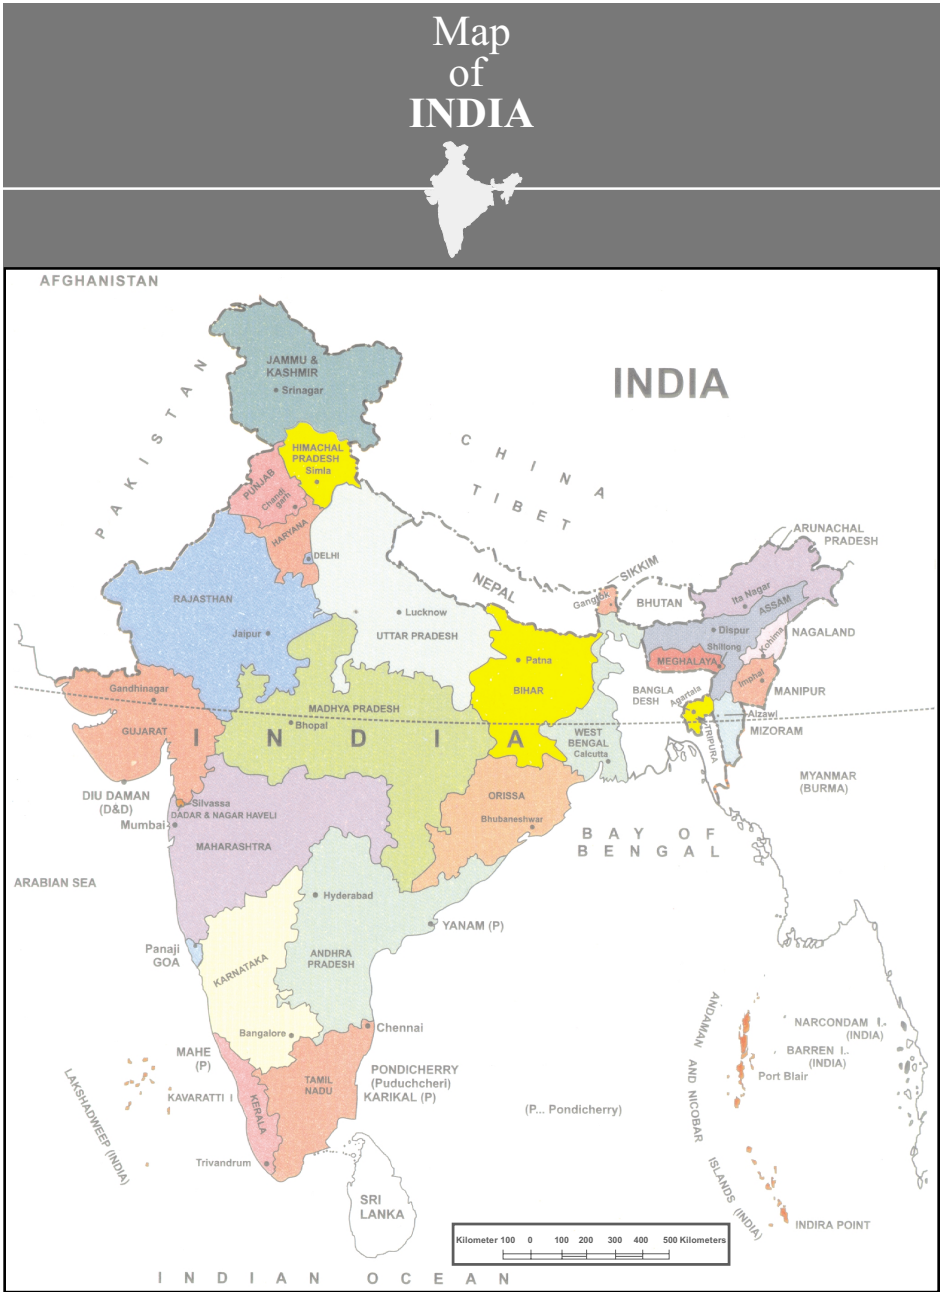 Map
of
INDIA
AFGHANISTAN
INDIA
PAKISTAN
CHINA
TIBET
JAMMU &
KASHMIR
Srinagar
HIMACHAL
PRADESH
Simla
PUNJAB
Chandi
garh
HARYANA
DELHI
RAJASTHAN
Jaipur
Lucknow
UTTAR PRADESH
NEPAL
SIKKIM
Gangtok
BHUTAN
ARUNACHAL
PRADESH
Ita Nagar
ASSAM
Dispur
NAGALAND
Kohima
Shillong
MEGHALAYA
Imphal
MANIPUR
Patna
BIHAR
BANGLA
DESH
Agartala
TRIPURA
Aizawl
MIZORAM
Gandhinagar
GUJARAT
MADHYA PRADESH
Bhopal
INDIA
WEST
BENGAL
Calcutta
MYANMAR
(BURMA)
DIU DAMAN
(D&D)
Silvassa
DADAR & NAGAR HAVELI
Mumbai
MAHARASHTRA
ORISSA
Bhubaneshwar
BAY OF
BENGAL
ARABIAN SEA
Hyderabad
YANAM (P)
Panaji
GOA
KARNATAKA
ANDHRA
PRADESH
Bangalore
Chennai
MAHE
(P)
PONDICHERRY
(Puduchcheri)
KARIKAL (P)
TAMIL
NADU
KERALA
KAVARATTI I
LAKSHADWEEP (INDIA)
Trivandrum
(P... Pondicherry)
SRI
LANKA
ANDAMAN AND NICOBAR ISLANDS (INDIA)
NARCONDAM I.
(INDIA)
BARREN I..
(INDIA)
Port Blair
INDIRA POINT
Kilometer 100 0 100 200 300 400 500 Kilometers
INDIAN OCEAN